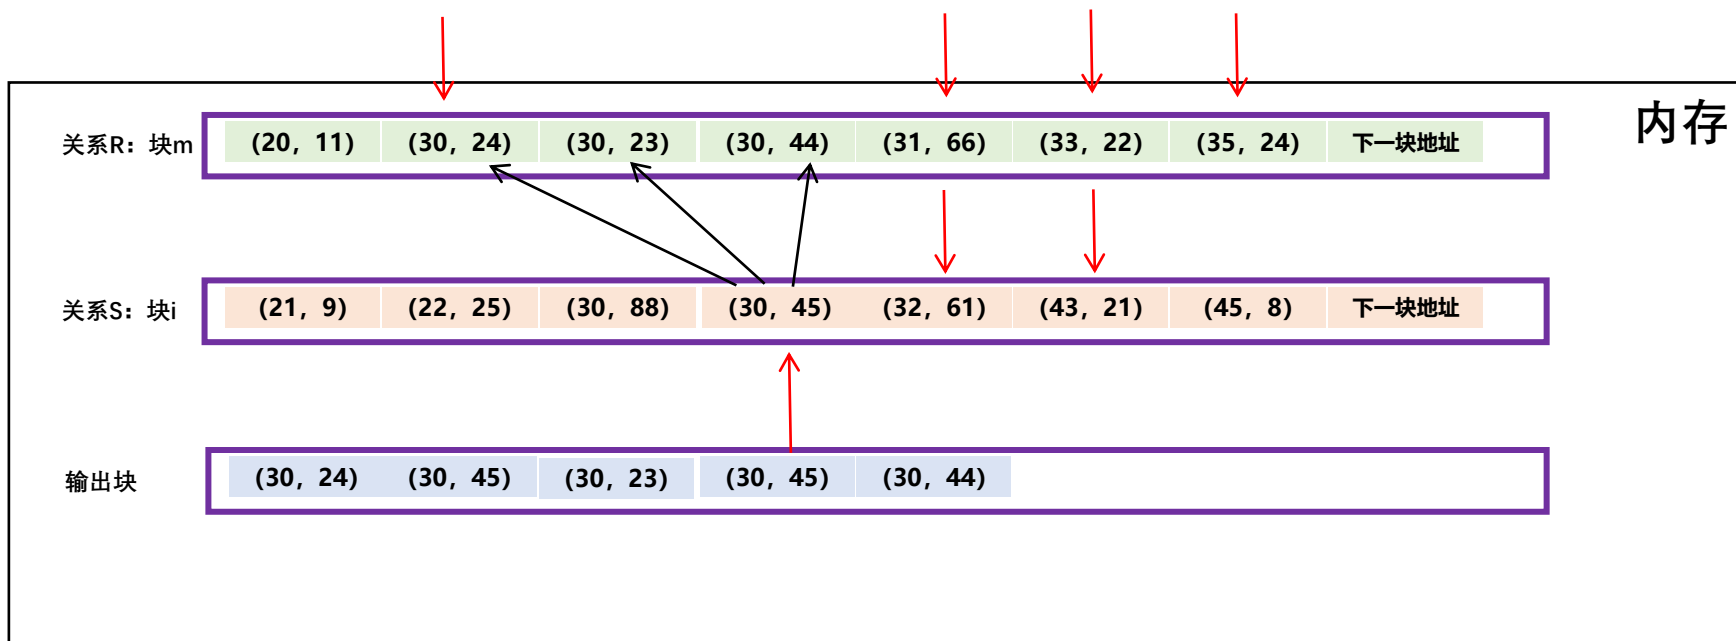 内存
关系R：块m (20，11) (30，24) (30，23) (30，44) (31，66) (33，22) (35，24) 下一块地址
关系S：块i (21，9) (22，25) (30，88) (30，45) (32，61) (43，21) (45，8) 下一块地址
输出块 (30，24) (30，45) (30，23) (30，45) (30，44)